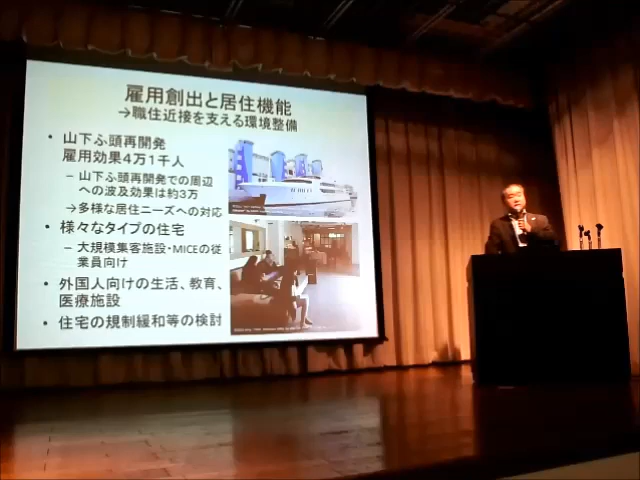 雇用創出と居住機能
→職住近接を支える環境整備
• 山下ふ頭再開発
雇用効果4万1千人
– 山下ふ頭再開発での周辺
への波及効果は約3万
→多様な居住ニーズへの対応
• 様々なタイプの住宅
– 大規模集客施設・MICEの従
業員向け
• 外国人向けの生活、教育、
医療施設
• 住宅の規制緩和等の検討